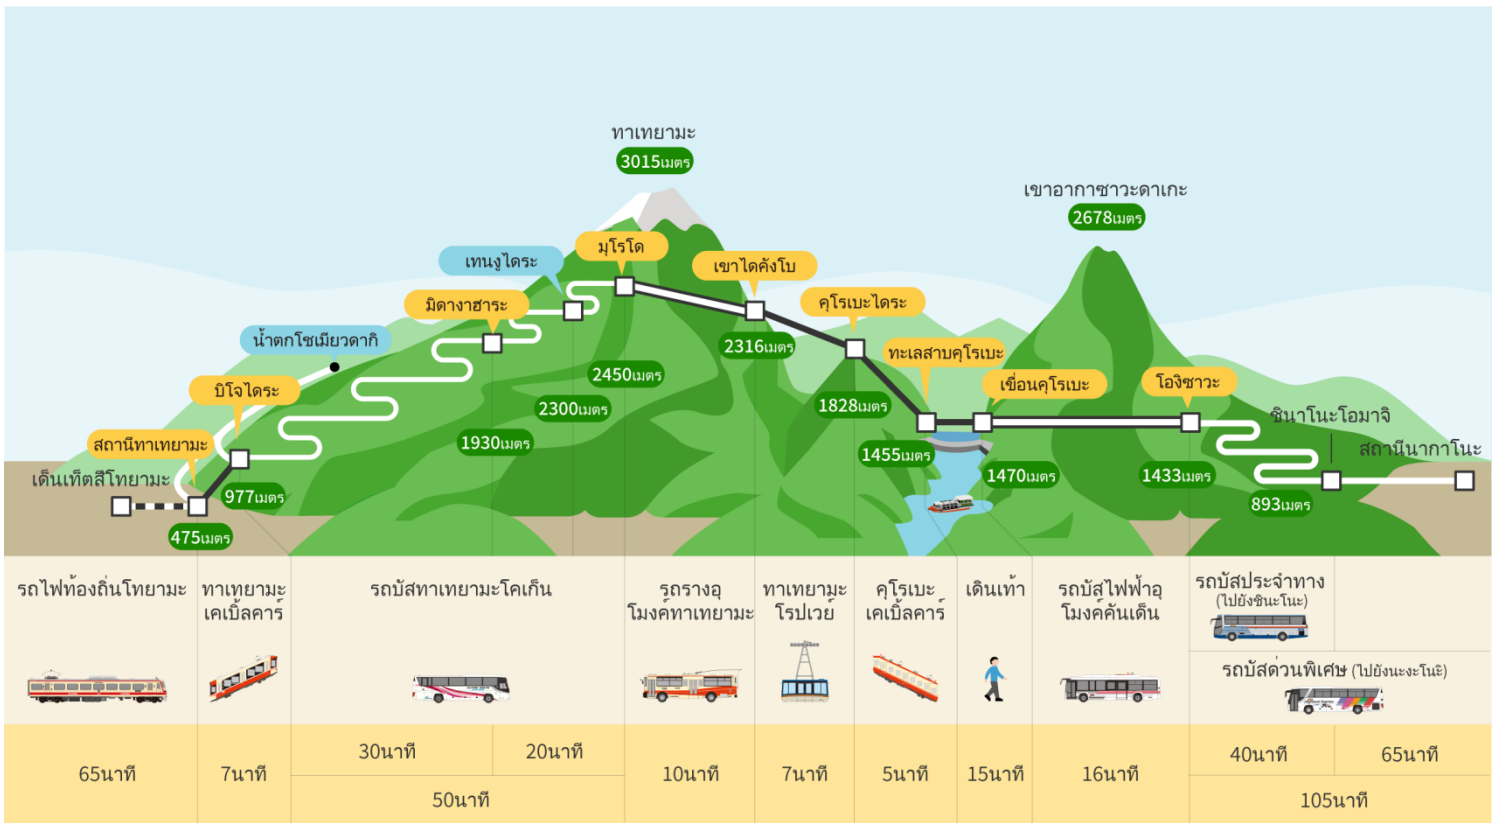 ทาเทยามะ
3015เมตร
เขาอากาซาวะดาเกะ
2678เมตร
มุโรโด
เทนงูไดระ
เขาไดคังโบ
มิดางาฮาระ
คุโรเบะไดระ
น้ำตกโชเมียวดากิ
ทะเลสาบคุโรเบะ
2316เมตร
2450เมตร
บิโจไดระ
เขื่อนคุโรเบะ
โองิซาวะ
2300เมตร
1828เมตร
ชินาโนะโอมาจิ
สถานีทาเทยามะ
1930เมตร
สถานีนากาโนะ
1455เมตร
เด็นเท็ตสึโทยามะ
1470เมตร
1433เมตร
977เมตร
893เมตร
475เมตร
รถไฟท้องถิ่นโทยามะ
ทาเทยามะ
เคเบิ้ลคาร์
รถบัสทาเทยามะโคเก็น
รถรางอุ
โมงค์ทาเทยามะ
ทาเทยามะ
โรปเวย์
คุโรเบะ
เคเบิ้ลคาร์
เดินเท้า
รถบัสไฟฟ้าอุ
โมงค์คันเด็น
รถบัสประจำทาง
(ไปยังชินะโนะ)
รถบัสด่วนพิเศษ (ไปยังนะงะโนะ)
65นาที
7นาที
30นาที
20นาที
50นาที
10นาที
7นาที
5นาที
15นาที
16นาที
40นาที
65นาที
105นาที